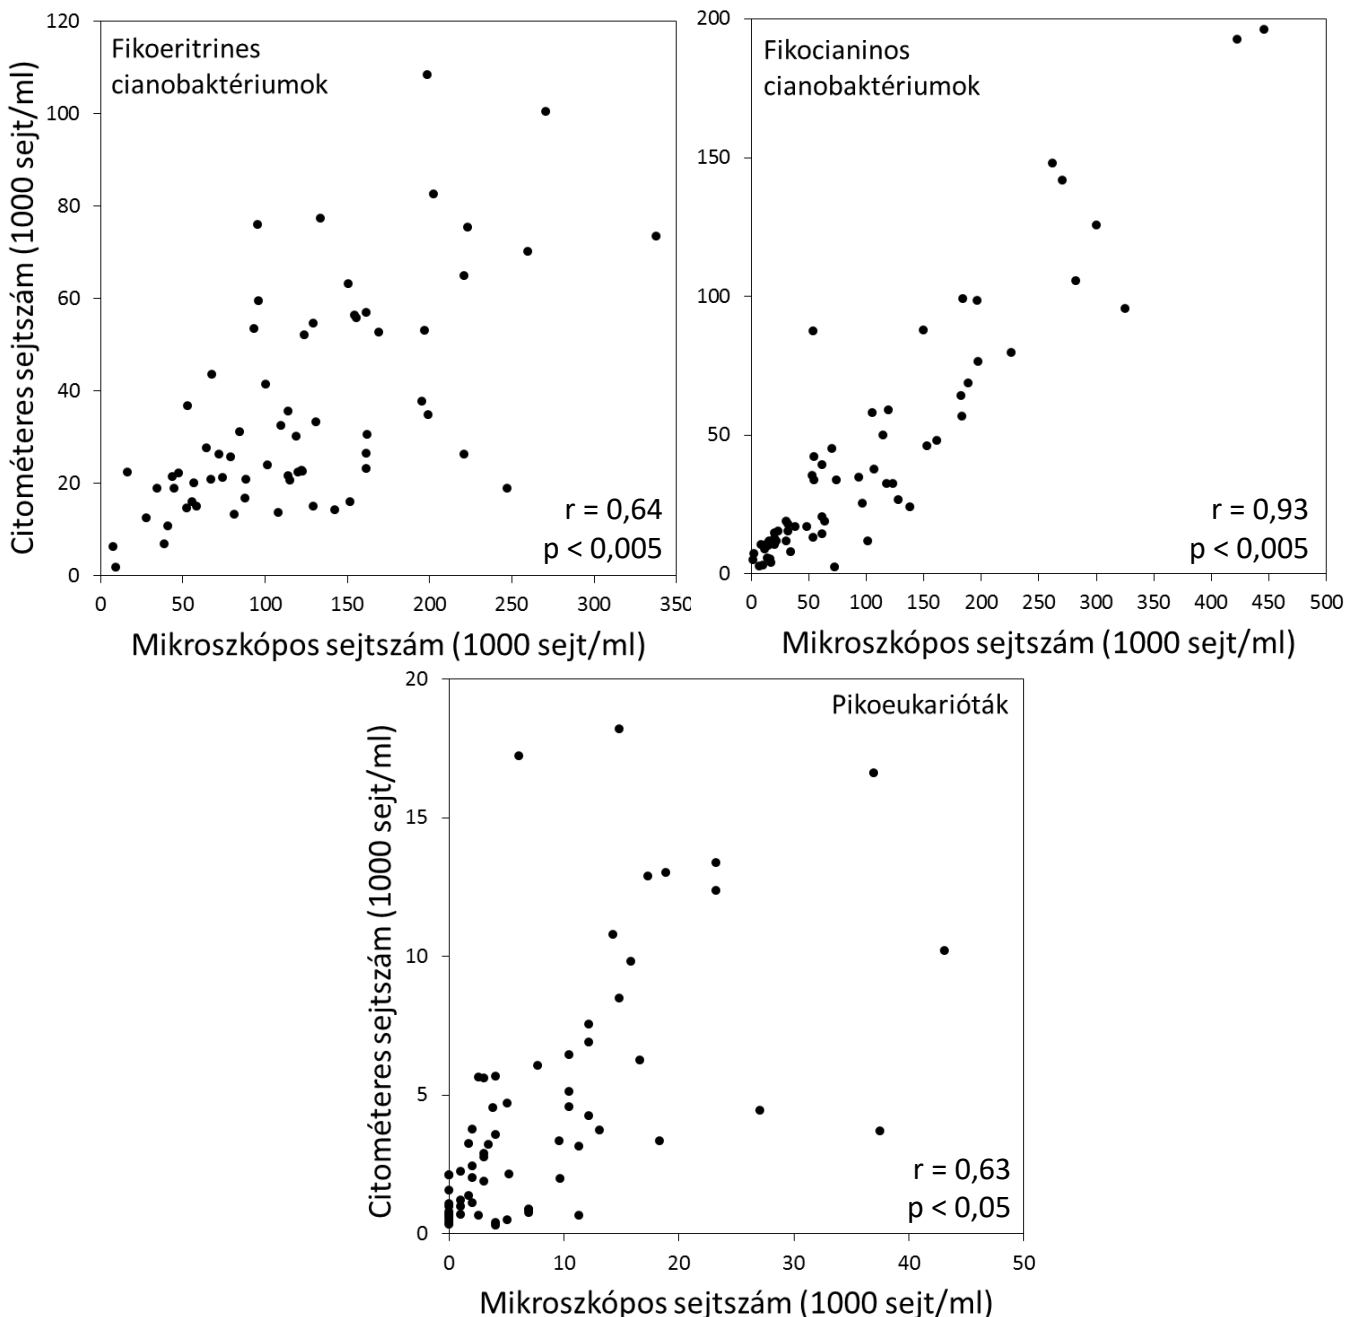 Fikoeritrines
cianobaktériumok
Citométeres sejtszám (1000 sejt/ml)
120
100
80
60
40
20
0
r = 0,64
p < 0,005
0 50 100 150 200 250 300 350
Mikroszkópos sejtszám (1000 sejt/ml)
Fikocianinos
cianobaktériumok
200
150
100
50
0
r = 0,93
p < 0,005
0 50 100 150 200 250 300 350 400 450 500
Mikroszkópos sejtszám (1000 sejt/ml)
Pikoeukarióták
Citométeres sejtszám (1000 sejt/ml)
20
15
10
5
0
r = 0,63
p < 0,05
0 10 20 30 40 50
Mikroszkópos sejtszám (1000 sejt/ml)